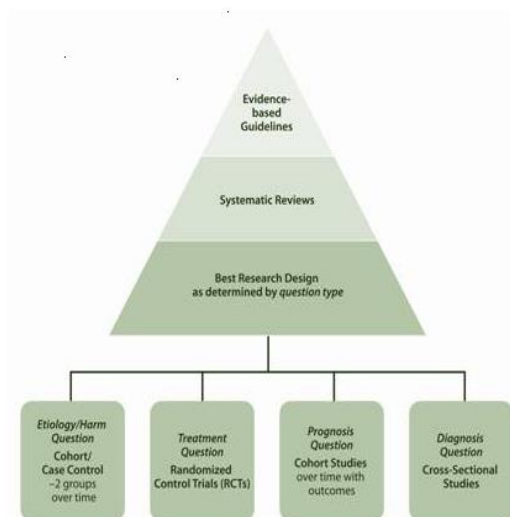 Evidence-
based
Guidelines
Systematic Reviews
Best Research Design
as determined by question type
Etiology/Harm
Question
Cohort/
Case Control
–2 groups
over time
Treatment
Question
Randomized
Control Trials (RCTs)
Prognosis
Question
Cohort Studies
over time with
outcomes
Diagnosis
Question
Cross-Sectional
Studies